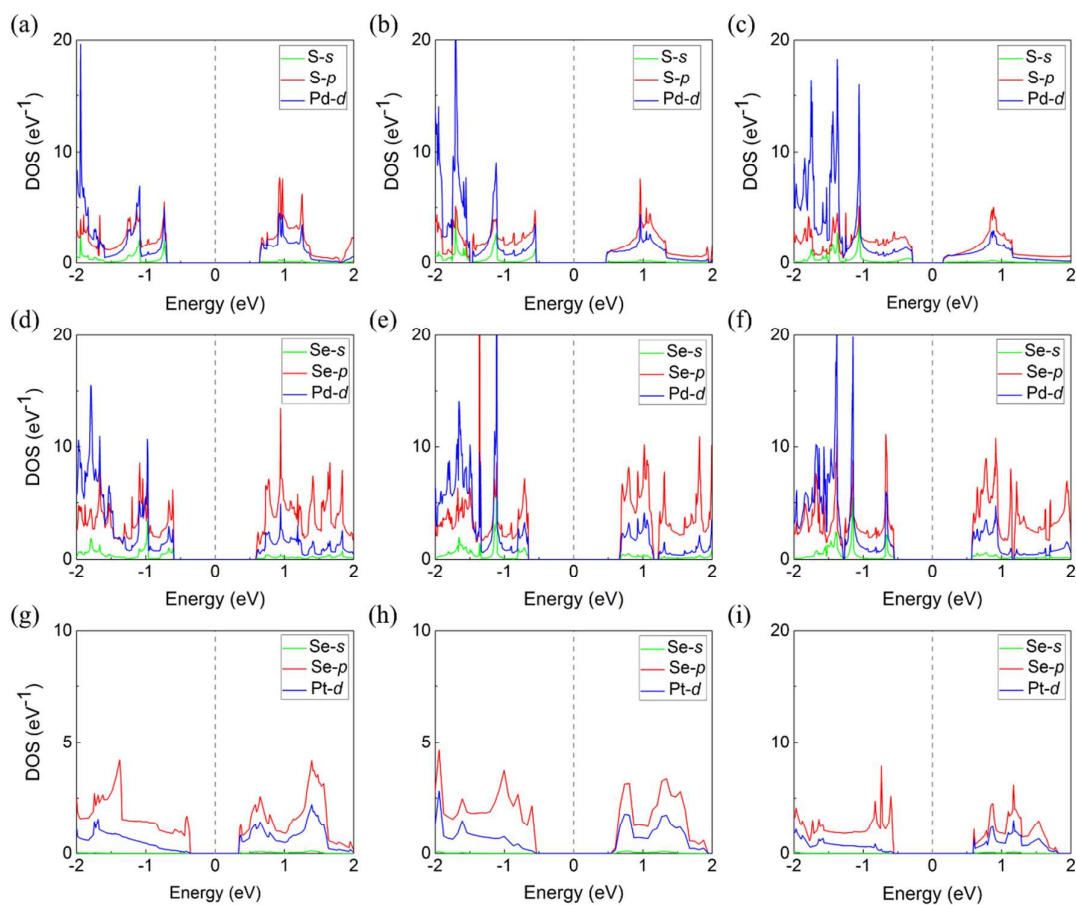 (a)
20
10
0
DOS (eV⁻¹)
S-s
S-p
Pd-d
-2 -1 0 1 2
Energy (eV)
(b)
20
10
0
DOS (eV⁻¹)
S-s
S-p
Pd-d
-2 -1 0 1 2
Energy (eV)
(c)
20
10
0
DOS (eV⁻¹)
S-s
S-p
Pd-d
-2 -1 0 1 2
Energy (eV)
(d)
20
10
0
DOS (eV⁻¹)
Se-s
Se-p
Pd-d
-2 -1 0 1 2
Energy (eV)
(e)
20
10
0
DOS (eV⁻¹)
Se-s
Se-p
Pd-d
-2 -1 0 1 2
Energy (eV)
(f)
20
10
0
DOS (eV⁻¹)
Se-s
Se-p
Pd-d
-2 -1 0 1 2
Energy (eV)
(g)
10
5
0
DOS (eV⁻¹)
Se-s
Se-p
Pt-d
-2 -1 0 1 2
Energy (eV)
(h)
10
5
0
DOS (eV⁻¹)
Se-s
Se-p
Pt-d
-2 -1 0 1 2
Energy (eV)
(i)
20
10
0
DOS (eV⁻¹)
Se-s
Se-p
Pt-d
-2 -1 0 1 2
Energy (eV)